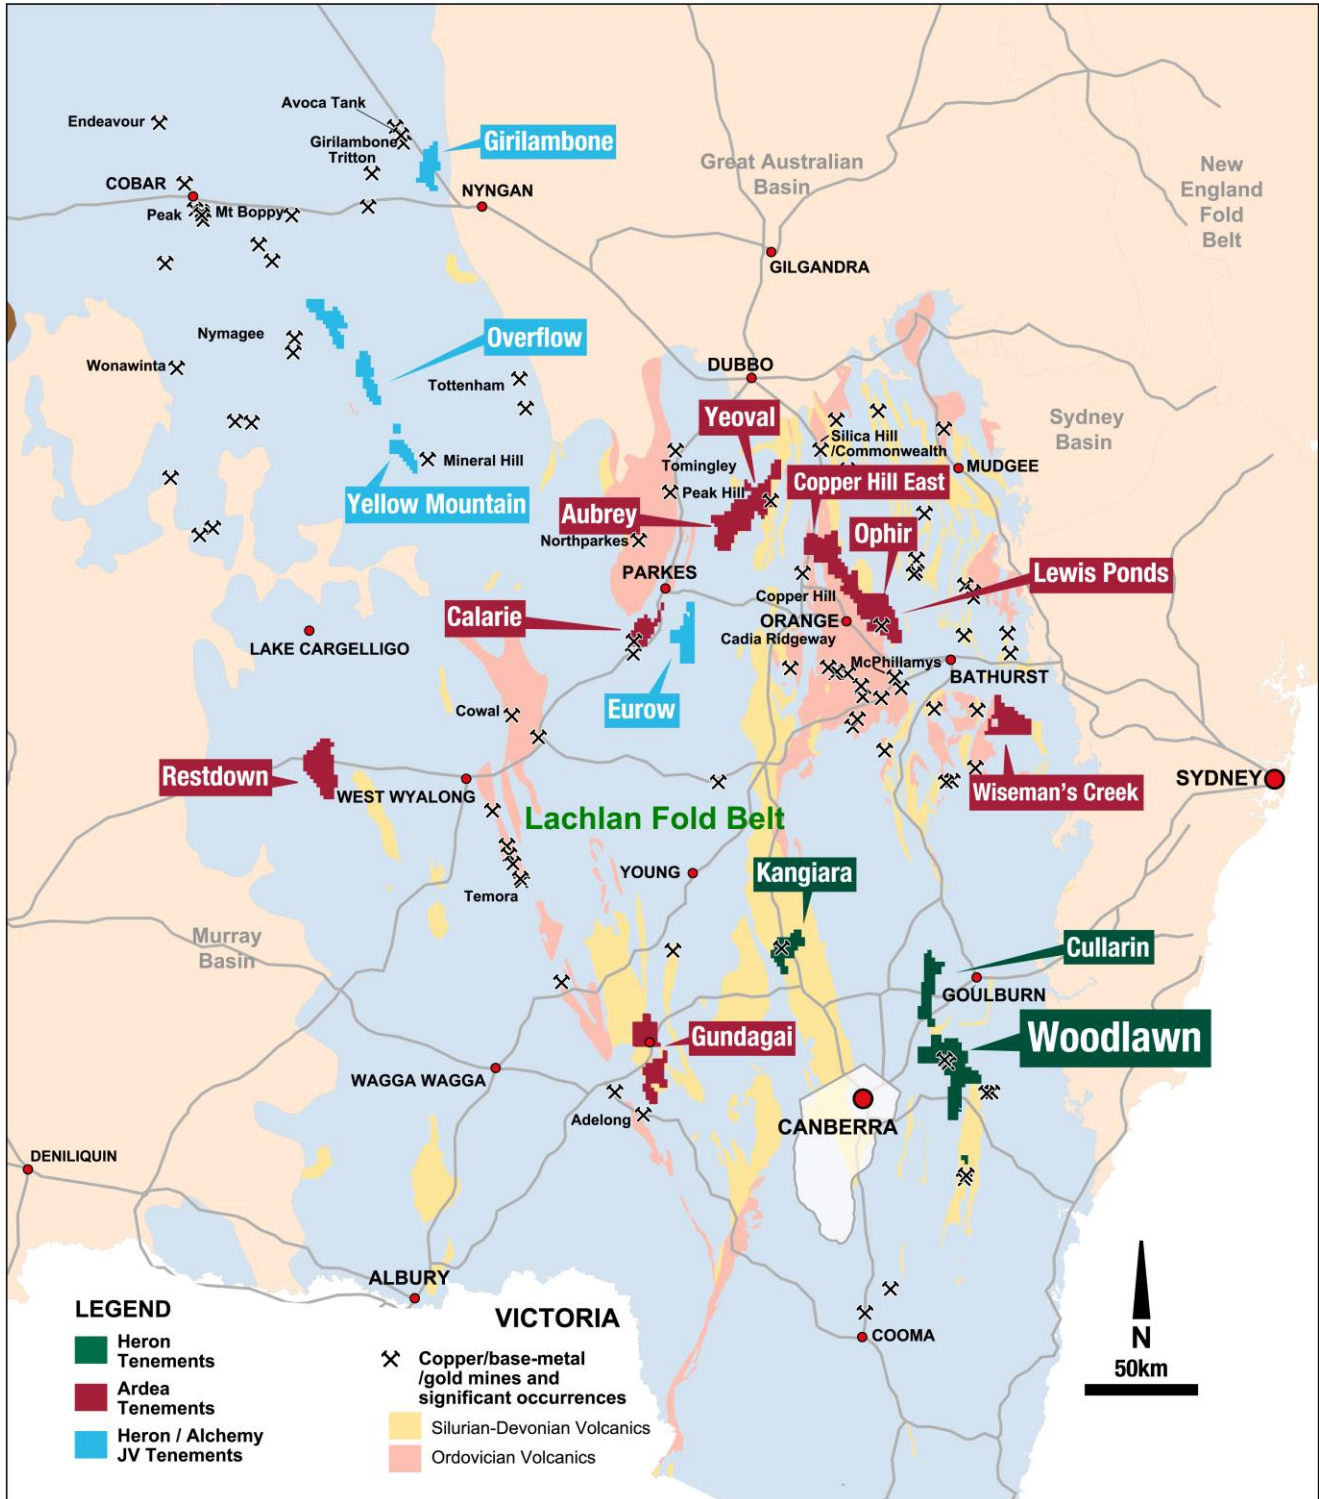 Avoca Tank
Endeavour
Girilambone
Tritton
Girilambone
COBAR
NYNGAN
Peak
Mt Boppy
Great Australian
Basin
New
England
Fold
Belt
GILGANDRA
Nymagee
Overflow
Wonawinta
Tottenham
DUBBO
Yeoval
Sydney
Basin
Silica Hill
/Commonwealth
Mineral Hill
Tomingley
MUDGEE
Peak Hill
Copper Hill East
Yellow Mountain
Aubrey
Northparkes
Ophir
PARKES
Lewis Ponds
Copper Hill
Calarie
ORANGE
Cadia Ridgeway
LAKE CARGELLIGO
McPhillamys
BATHURST
Eurow
Cowal
Restdown
SYDNEY
WEST WYALONG
Wiseman's Creek
Lachlan Fold Belt
YOUNG
Kangiara
Temora
Murray
Basin
Cullarin
GOULBURN
Gundagai
Woodlawn
WAGGA WAGGA
Adelong
CANBERRA
DENILIQUIN
ALBURY
VICTORIA
COOMA
LEGEND
Heron
Tenements
Ardea
Tenements
Heron / Alchemy
JV Tenements
Copper/base-metal
/gold mines and
significant occurrences
Silurian-Devonian Volcanics
Ordovician Volcanics
N
50km